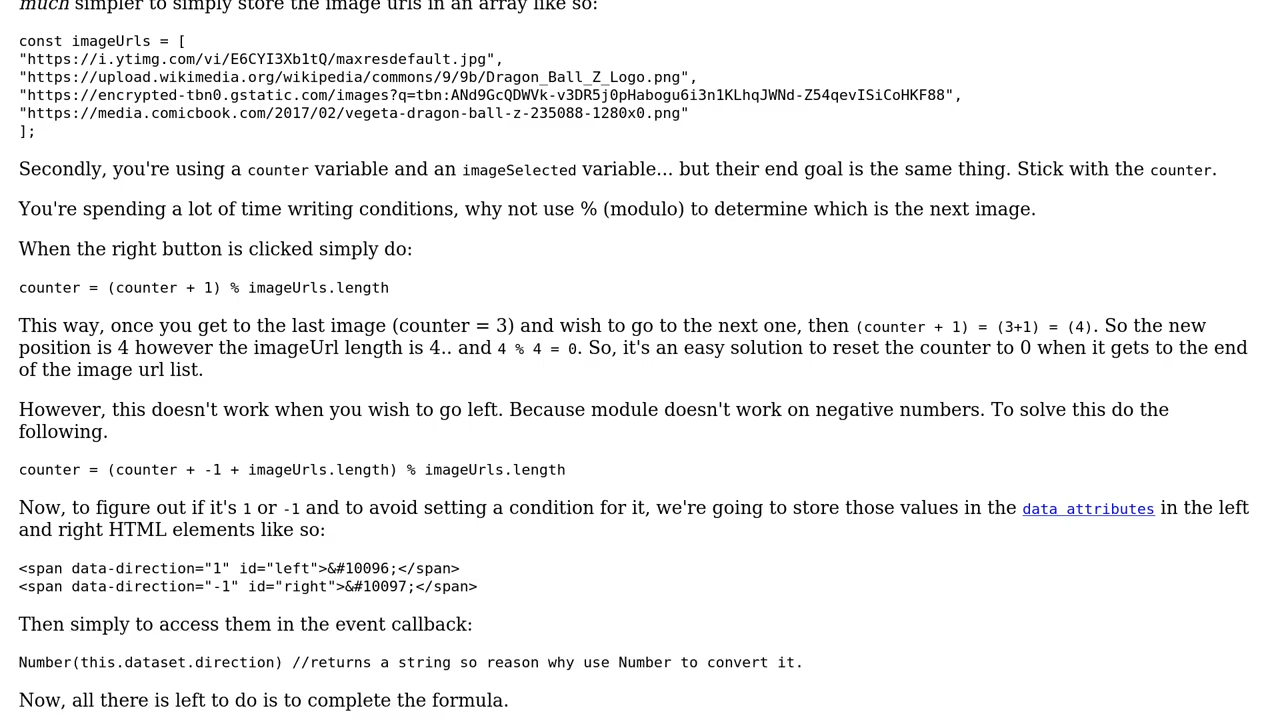 much simpler to simply store the image urls in an array like so:
const imageUrls = [
"https://i.ytimg.com/vi/E6CYI3Xb1tQ/maxresdefault.jpg",
"https://upload.wikimedia.org/wikipedia/commons/9/9b/Dragon_Ball_Z_Logo.png",
"https://encrypted-tbn0.gstatic.com/images?q=tbn:ANd9GcQDWVk-v3DR5j0pHabogu6i3n1KLhqJWNd-Z54qevISiCoHKF88",
"https://media.comicbook.com/2017/02/vegeta-dragon-ball-z-235088-1280x0.png"
];
Secondly, you're using a counter variable and an imageSelected variable... but their end goal is the same thing. Stick with the counter.
You're spending a lot of time writing conditions, why not use % (modulo) to determine which is the next image.
When the right button is clicked simply do:
counter = (counter + 1) % imageUrls.length
This way, once you get to the last image (counter = 3) and wish to go to the next one, then (counter + 1) = (3+1) = (4). So the new
position is 4 however the imageUrl length is 4.. and 4 % 4 = 0. So, it's an easy solution to reset the counter to 0 when it gets to the end
of the image url list.
However, this doesn't work when you wish to go left. Because module doesn't work on negative numbers. To solve this do the
following.
counter = (counter + -1 + imageUrls.length) % imageUrls.length
Now, to figure out if it's 1 or -1 and to avoid setting a condition for it, we're going to store those values in the data attributes in the left
and right HTML elements like so:
<span data-direction="1" id="left">&#10096;</span>
<span data-direction="-1" id="right">&#10097;</span>
Then simply to access them in the event callback:
Number(this.dataset.direction) //returns a string so reason why use Number to convert it.
Now, all there is left to do is to complete the formula.